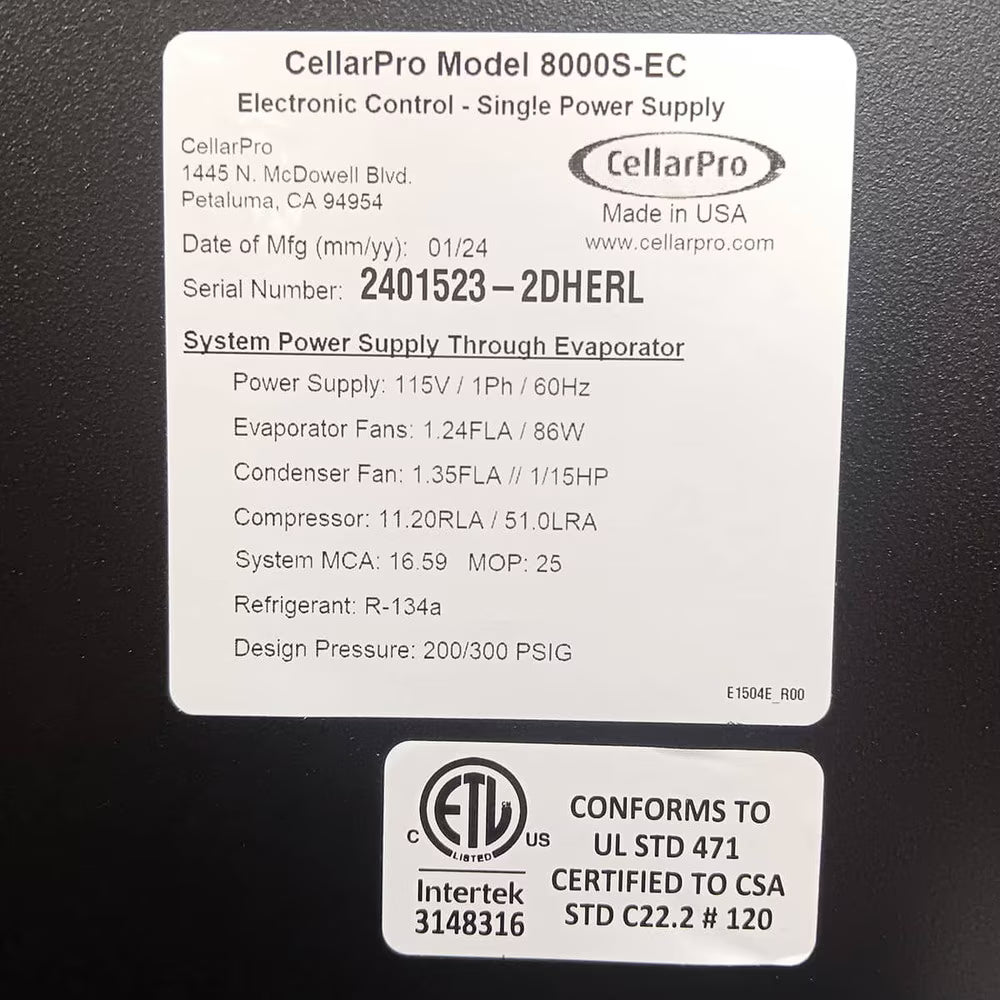 CellarPro Model 8000S-EC
Electronic Control - Single Power Supply
CellarPro
1445 N. McDowell Blvd.
Petaluma, CA 94954
CellarPro
Made in USA
www.cellarpro.com
Date of Mfg (mm/yy): 01/24
Serial Number: 2401523-2DHERL
System Power Supply Through Evaporator
Power Supply: 115V / 1Ph / 60Hz
Evaporator Fans: 1.24FLA / 86W
Condenser Fan: 1.35FLA // 1/15HP
Compressor: 11.20RLA / 51.0LRA
System MCA: 16.59 MOP: 25
Refrigerant: R-134a
Design Pressure: 200/300 PSIG
E1504E_R00
C ETL US
LISTED
Intertek
3148316
CONFORMS TO
UL STD 471
CERTIFIED TO CSA
STD C22.2 # 120